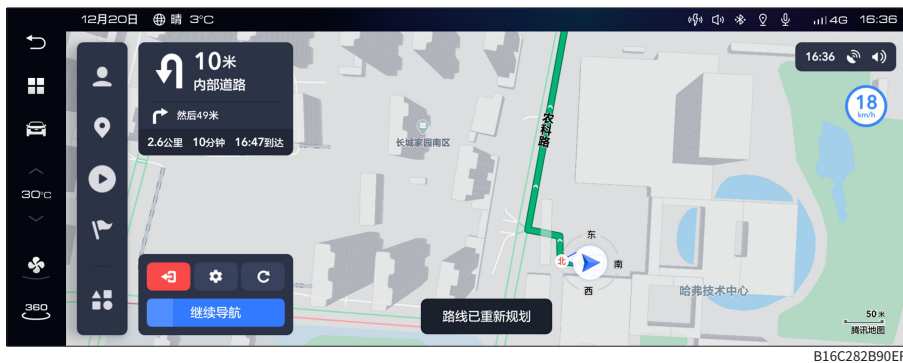 12月20日 晴 3°C
4G 16:36
10米
内部道路
然后49米
2.6公里 10分钟 16:47到达
16:36
18
km/h
长城家园南区
农科路
30°C
东
北
南
西
哈弗技术中心
继续导航
路线已重新规划
360
50米
腾讯地图
B16C282B90EF